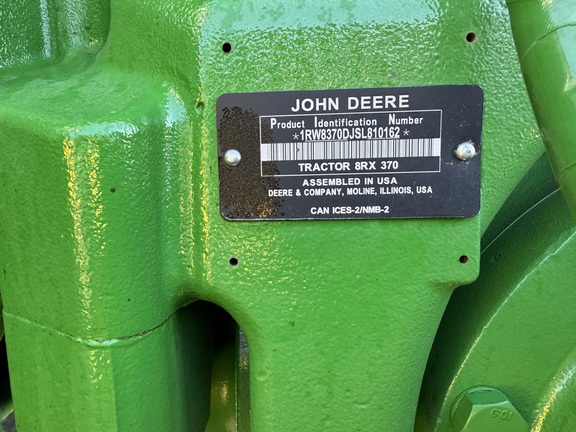 JOHN DEERE
Product Identification Number
*1RW8370DJSL810162*
TRACTOR 8RX 370
ASSEMBLED IN USA
DEERE & COMPANY, MOLINE, ILLINOIS, USA
CAN ICES-2/NMB-2